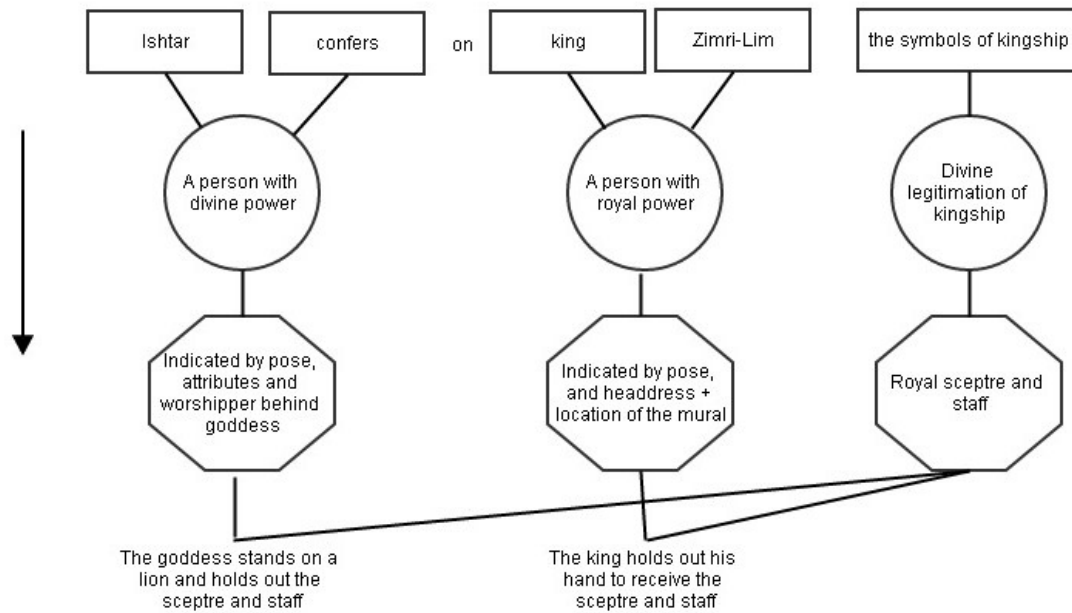 Ishtar
confers
on
king
Zimri-Lim
the symbols of kingship
A person with
divine power
A person with
royal power
Divine
legitimation of
kingship
Indicated by pose,
attributes and
worshipper behind
goddess
Indicated by pose,
and headdress +
location of the mural
Royal sceptre and
staff
The goddess stands on a
lion and holds out the
sceptre and staff
The king holds out his
hand to receive the
sceptre and staff